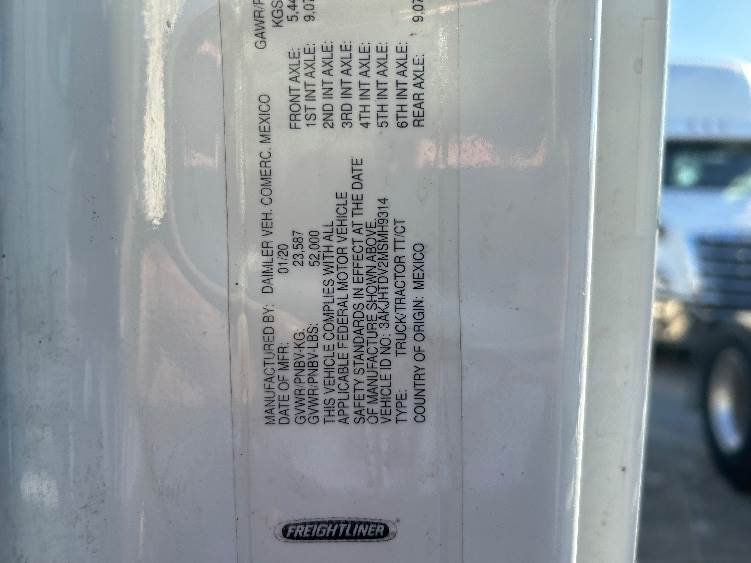 MANUFACTURED BY: DAIMLER VEH. COMERC. MEXICO
DATE OF MFR: 01/20
GVWR/PNBV-KG: 23,587
GVWR/PNBV-LBS: 52,000
THIS VEHICLE COMPLIES WITH ALL
APPLICABLE FEDERAL MOTOR VEHICLE
SAFETY STANDARDS IN EFFECT AT THE DATE
OF MANUFACTURE SHOWN ABOVE.
VEHICLE ID NO: 3AKJHTDV2MSMH9314
TYPE: TRUCK/TRACTOR TT/CT
COUNTRY OF ORIGIN: MEXICO
KGS
FRONT AXLE:
1ST INT AXLE:
2ND INT AXLE:
3RD INT AXLE:
4TH INT AXLE:
5TH INT AXLE:
6TH INT AXLE:
REAR AXLE:
FREIGHTLINER